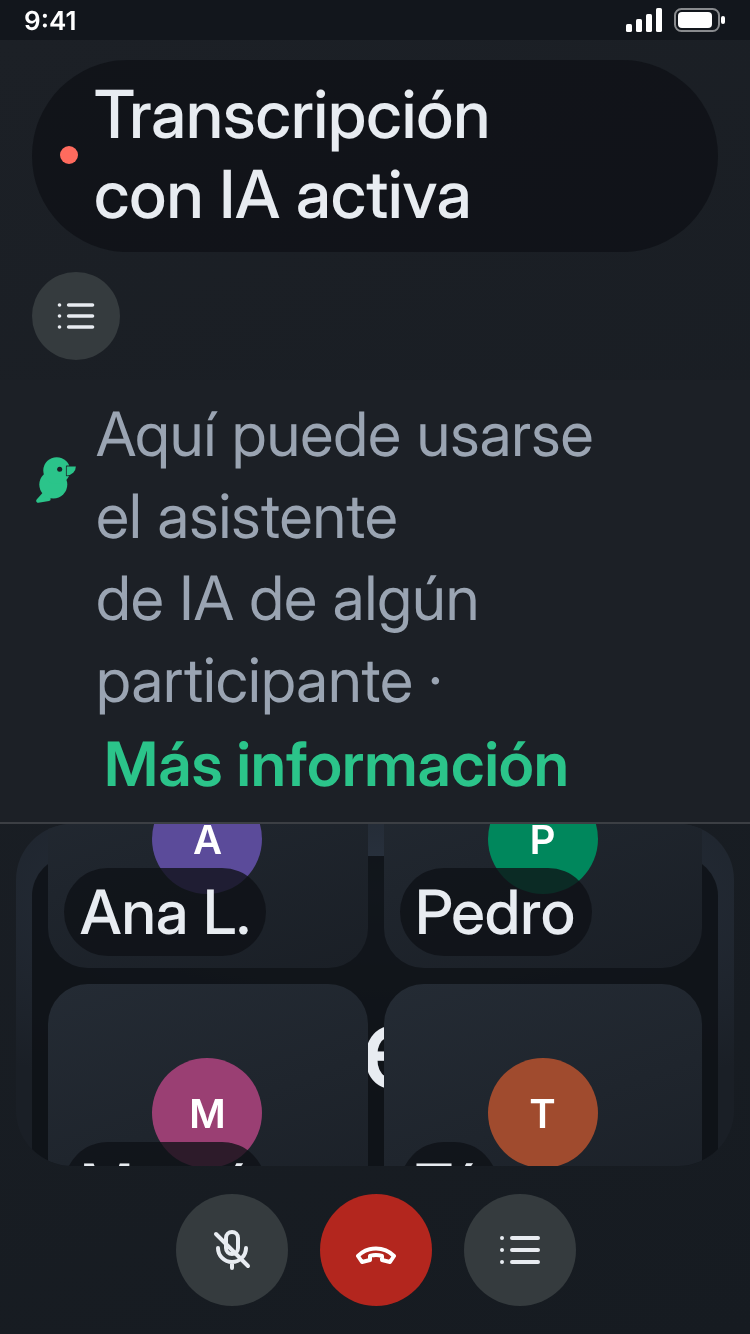 9:41
Transcripción
con IA activa
Aquí puede usarse
el asistente
de IA de algún
participante ·
Más información
A
P
Ana L.
Pedro
M
T